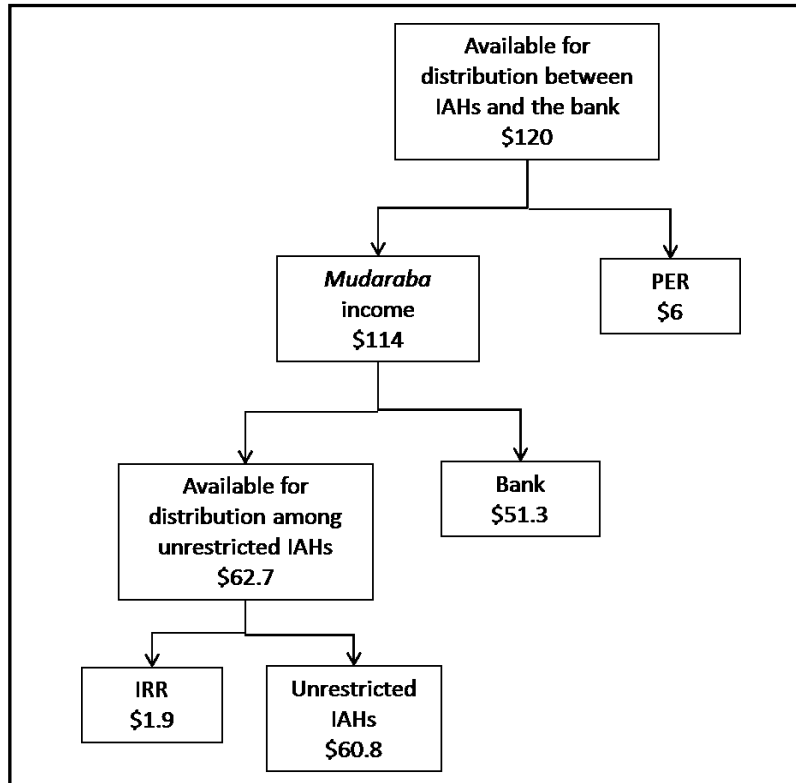 Available for
distribution between
IAHs and the bank
$120
Mudaraba
income
$114
PER
$6
Available for
distribution among
unrestricted IAHs
$62.7
Bank
$51.3
IRR
$1.9
Unrestricted
IAHs
$60.8